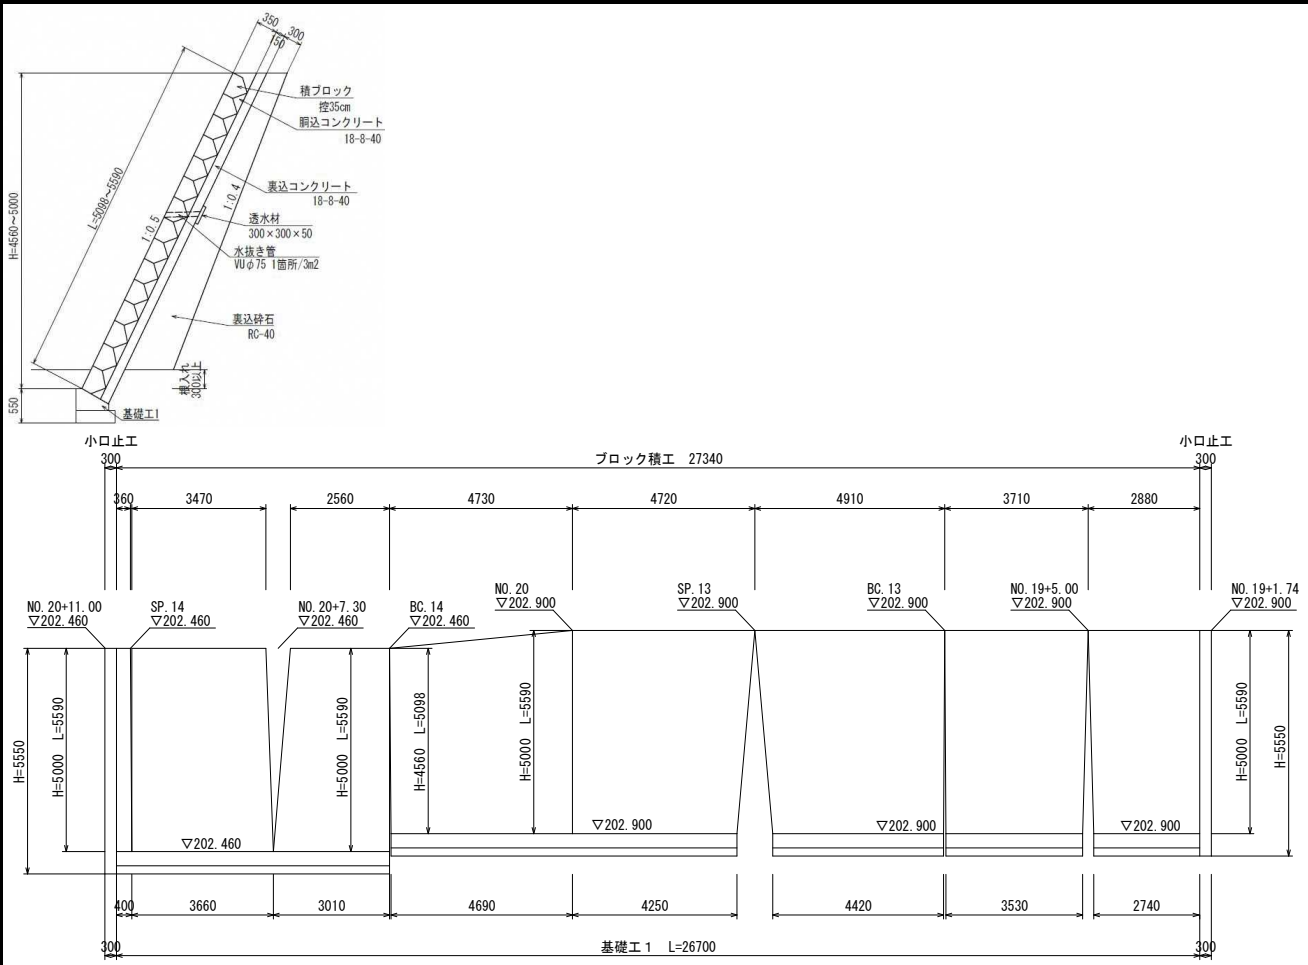 350
150
300
積ブロック
控35cm
胴込コンクリート
18-8-40
L=5098～5590
H=4560～5000
裏込コンクリート
18-8-40
1:0.4
1:0.5
透水材
300×300×50
水抜き管
VUφ75 1箇所/3m2
裏込砕石
RC-40
根入れ
300以上
550
基礎工1
小口止工
小口止工
300
ブロック積工 27340
300
360
3470
2560
4730
4720
4910
3710
2880
NO.20+11.00
▽202.460
SP.14
▽202.460
NO.20+7.30
▽202.460
BC.14
▽202.460
NO.20
▽202.900
SP.13
▽202.900
BC.13
▽202.900
NO.19+5.00
▽202.900
NO.19+1.74
▽202.900
H=5550
H=5000 L=5590
H=5000 L=5590
H=4560 L=5098
H=5000 L=5590
H=5000 L=5590
H=5550
▽202.460
▽202.900
▽202.900
▽202.900
400
3660
3010
4690
4250
4420
3530
2740
300
基礎工1 L=26700
300